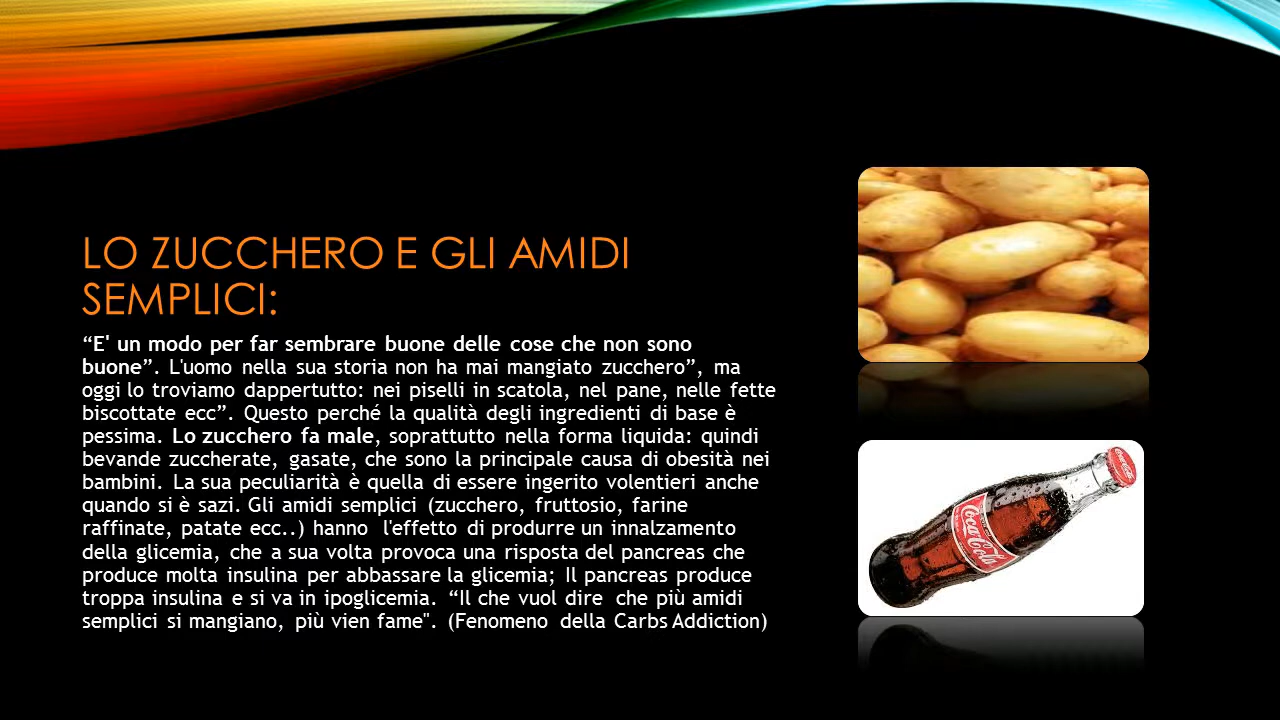 LO ZUCCHERO E GLI AMIDI
SEMPLICI:
“E' un modo per far sembrare buone delle cose che non sono
buone”. L'uomo nella sua storia non ha mai mangiato zucchero”, ma
oggi lo troviamo dappertutto: nei piselli in scatola, nel pane, nelle fette
biscottate ecc”. Questo perché la qualità degli ingredienti di base è
pessima. Lo zucchero fa male, soprattutto nella forma liquida: quindi
bevande zuccherate, gasate, che sono la principale causa di obesità nei
bambini. La sua peculiarità è quella di essere ingerito volentieri anche
quando si è sazi. Gli amidi semplici (zucchero, fruttosio, farine
raffinate, patate ecc..) hanno l'effetto di produrre un innalzamento
della glicemia, che a sua volta provoca una risposta del pancreas che
produce molta insulina per abbassare la glicemia; Il pancreas produce
troppa insulina e si va in ipoglicemia. “Il che vuol dire che più amidi
semplici si mangiano, più vien fame". (Fenomeno della Carbs Addiction)
Coca-Cola
Coca-Cola